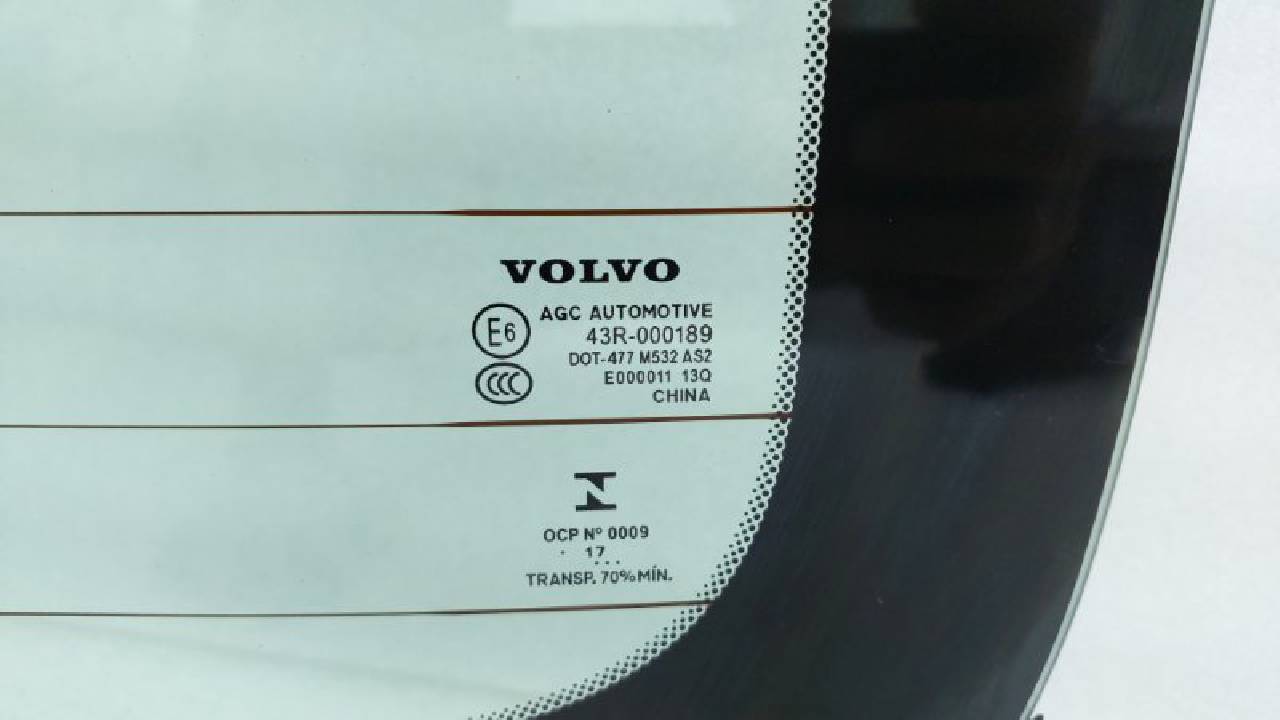 VOLVO
E6
AGC AUTOMOTIVE
43R-000189
DOT-477 M532 AS2
CCC
E000011 13Q
CHINA
OCP Nº 0009
. 17...
TRANSP. 70% MÍN.